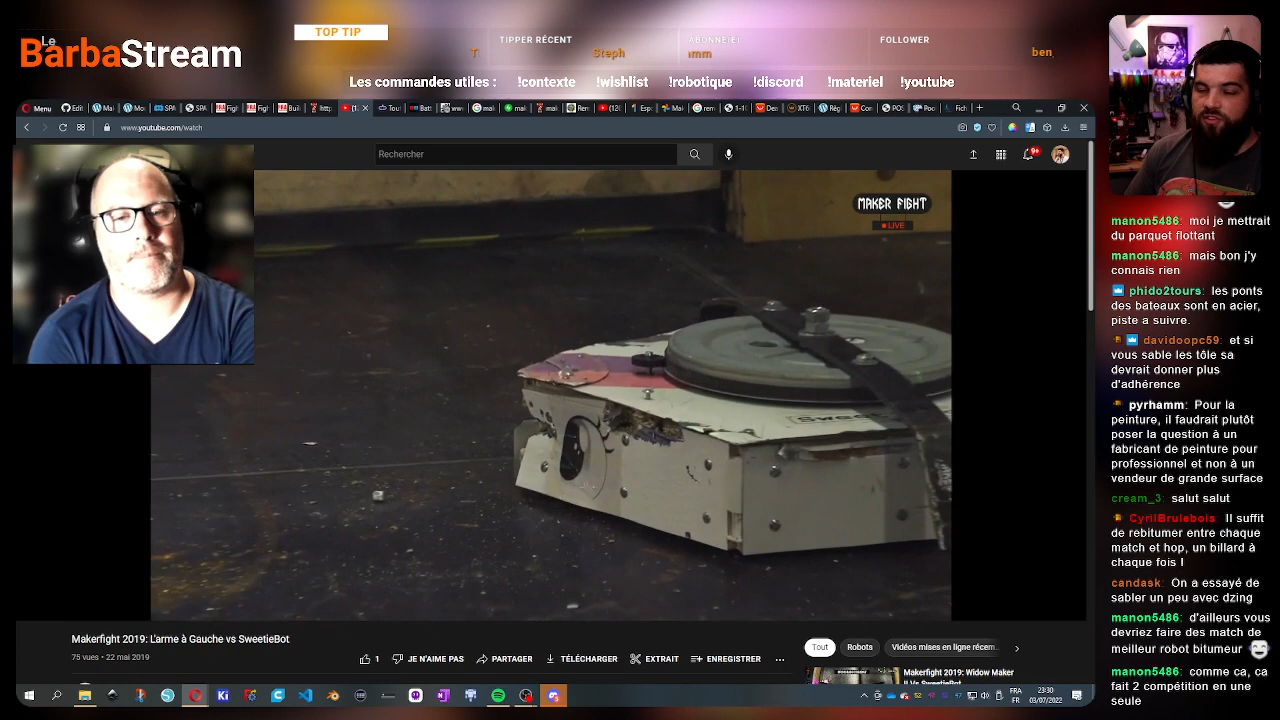 Le
BarbaStream
TOP TIP
TIPPER RÉCENT
Steph
ABONNÉ(E)
FOLLOWER
ben
Les commandes utiles : !contexte !wishlist !robotique !discord !materiel !youtube
Menu
www.youtube.com/watch
Rechercher
9+
MAKER FIGHT
LIVE
Makerfight 2019: L'arme à Gauche vs SweetieBot
75 vues • 22 mai 2019
1 JE N'AIME PAS PARTAGER TÉLÉCHARGER EXTRAIT ENREGISTRER ...
Tout Robots Vidéos mises en ligne récem...
Makerfight 2019: Widow Maker
II Vs SweetieBot
FRA
FR
23:30
03/07/2022
manon5486: moi je mettrait
du parquet flottant
manon5486: mais bon j'y
connais rien
phido2tours: les ponts
des bateaux sont en acier,
piste a suivre.
davidoopc59: et si
vous sable les tôle sa
devrait donner plus
d'adhérence
pyrhamm: Pour la
peinture, il faudrait plutôt
poser la question à un
fabricant de peinture pour
professionnel et non à un
vendeur de grande surface
cream_3: salut salut
CyrilBrulebois: Il suffit
de rebitumer entre chaque
match et hop, un billard à
chaque fois !
candask: On a essayé de
sabler un peu avec dzing
manon5486: d'ailleurs vous
devriez faire des match de
meilleur robot bitumeur
manon5486: comme ca, ca
fait 2 compétition en une
seule